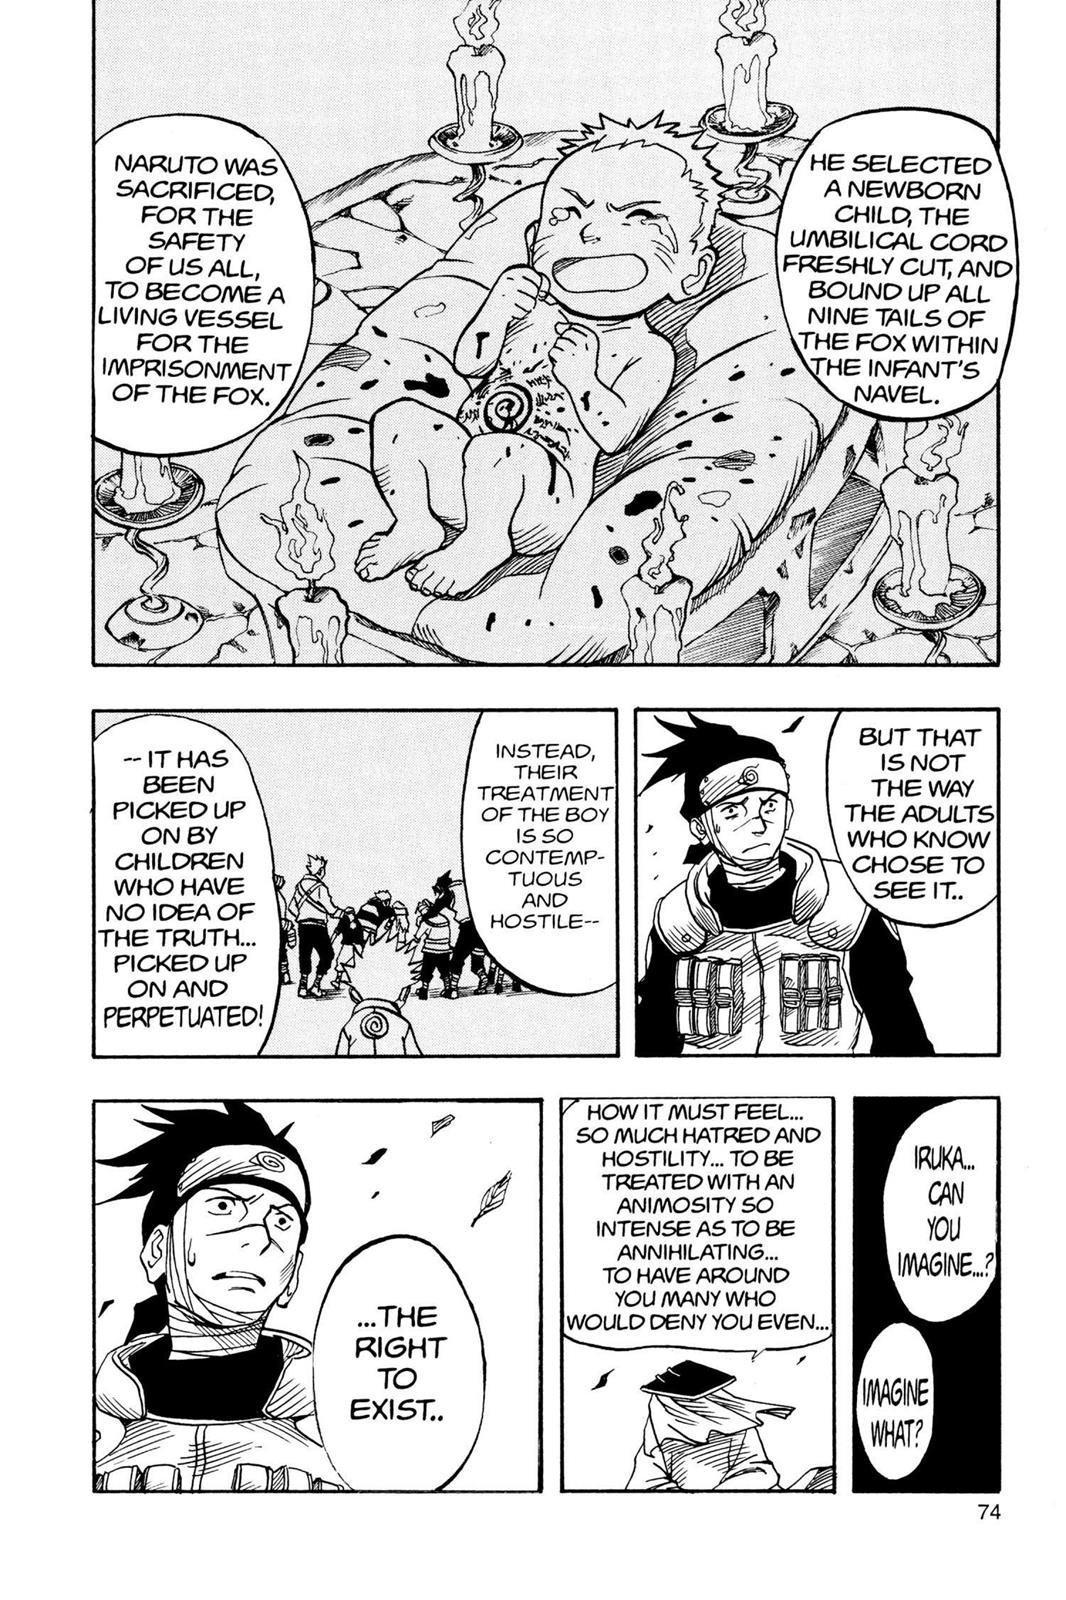 HE SELECTED
A NEWBORN
CHILD, THE
UMBILICAL CORD
FRESHLY CUT, AND
BOUND UP ALL
NINE TAILS OF
THE FOX WITHIN
THE INFANT'S
NAVEL.
NARUTO WAS
SACRIFICED,
FOR THE
SAFETY
OF US ALL,
TO BECOME A
LIVING VESSEL
FOR THE
IMPRISONMENT
OF THE FOX.
BUT THAT
IS NOT
THE WAY
THE ADULTS
WHO KNOW
CHOSE TO
SEE IT..
INSTEAD,
THEIR
TREATMENT
OF THE BOY
IS SO
CONTEMP-
TUOUS
AND
HOSTILE--
-- IT HAS
BEEN
PICKED UP
ON BY
CHILDREN
WHO HAVE
NO IDEA OF
THE TRUTH...
PICKED UP
ON AND
PERPETUATED!
IRUKA...
CAN
YOU
IMAGINE...?
IMAGINE
WHAT?
HOW IT MUST FEEL...
SO MUCH HATRED AND
HOSTILITY... TO BE
TREATED WITH AN
ANIMOSITY SO
INTENSE AS TO BE
ANNIHILATING...
TO HAVE AROUND
YOU MANY WHO
WOULD DENY YOU EVEN...
...THE
RIGHT
TO
EXIST..
74